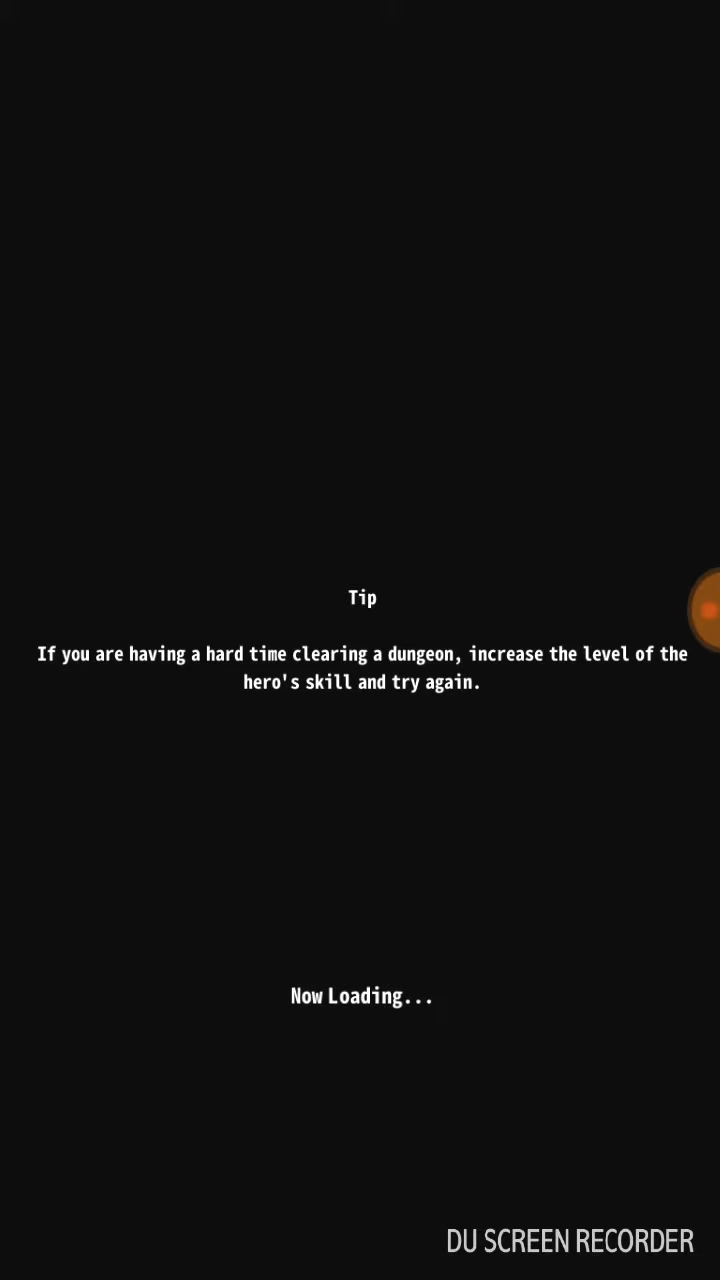 Tip
If you are having a hard time clearing a dungeon, increase the level of the
hero's skill and try again.
Now Loading...
DU SCREEN RECORDER